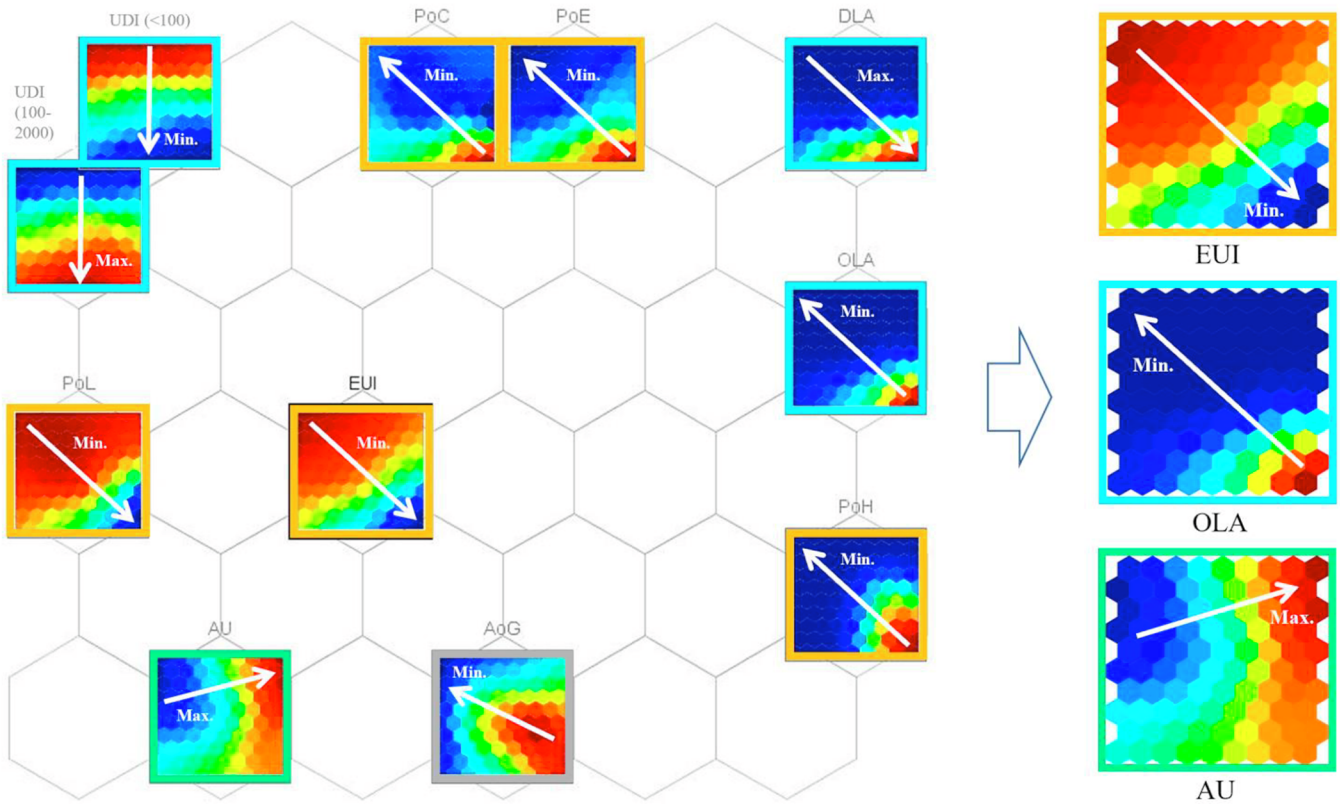 UDI (<100)
PoC
PoE
DLA
Min.
Min.
Min.
Max.
UDI
(100-
2000)
Max.
Min.
EUI
OLA
Min.
Min.
OLA
PoL
EUI
Min.
Min.
PoH
Min.
AU
AoG
Max.
Min.
Max.
AU